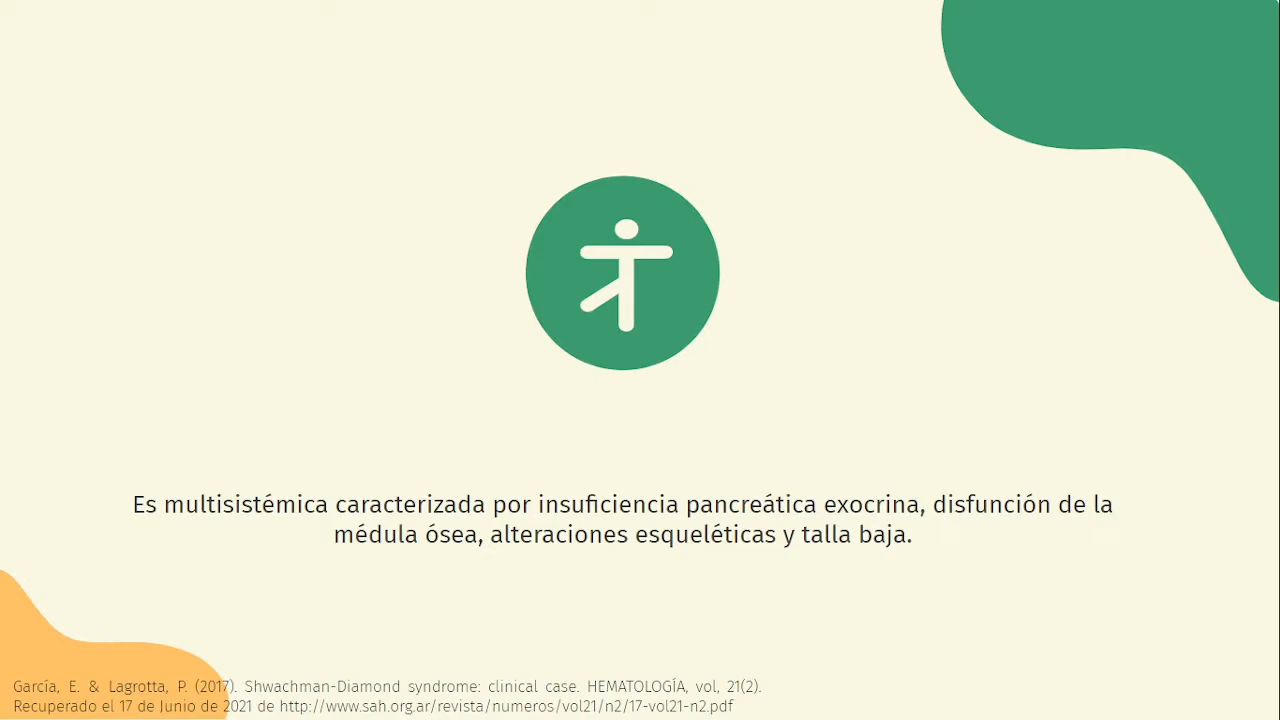 Es multisistémica caracterizada por insuficiencia pancreática exocrina, disfunción de la
médula ósea, alteraciones esqueléticas y talla baja.
García, E. & Lagrotta, P. (2017). Shwachman-Diamond syndrome: clinical case. HEMATOLOGÍA, vol, 21(2).
Recuperado el 17 de Junio de 2021 de http://www.sah.org.ar/revista/numeros/vol21/n2/17-vol21-n2.pdf